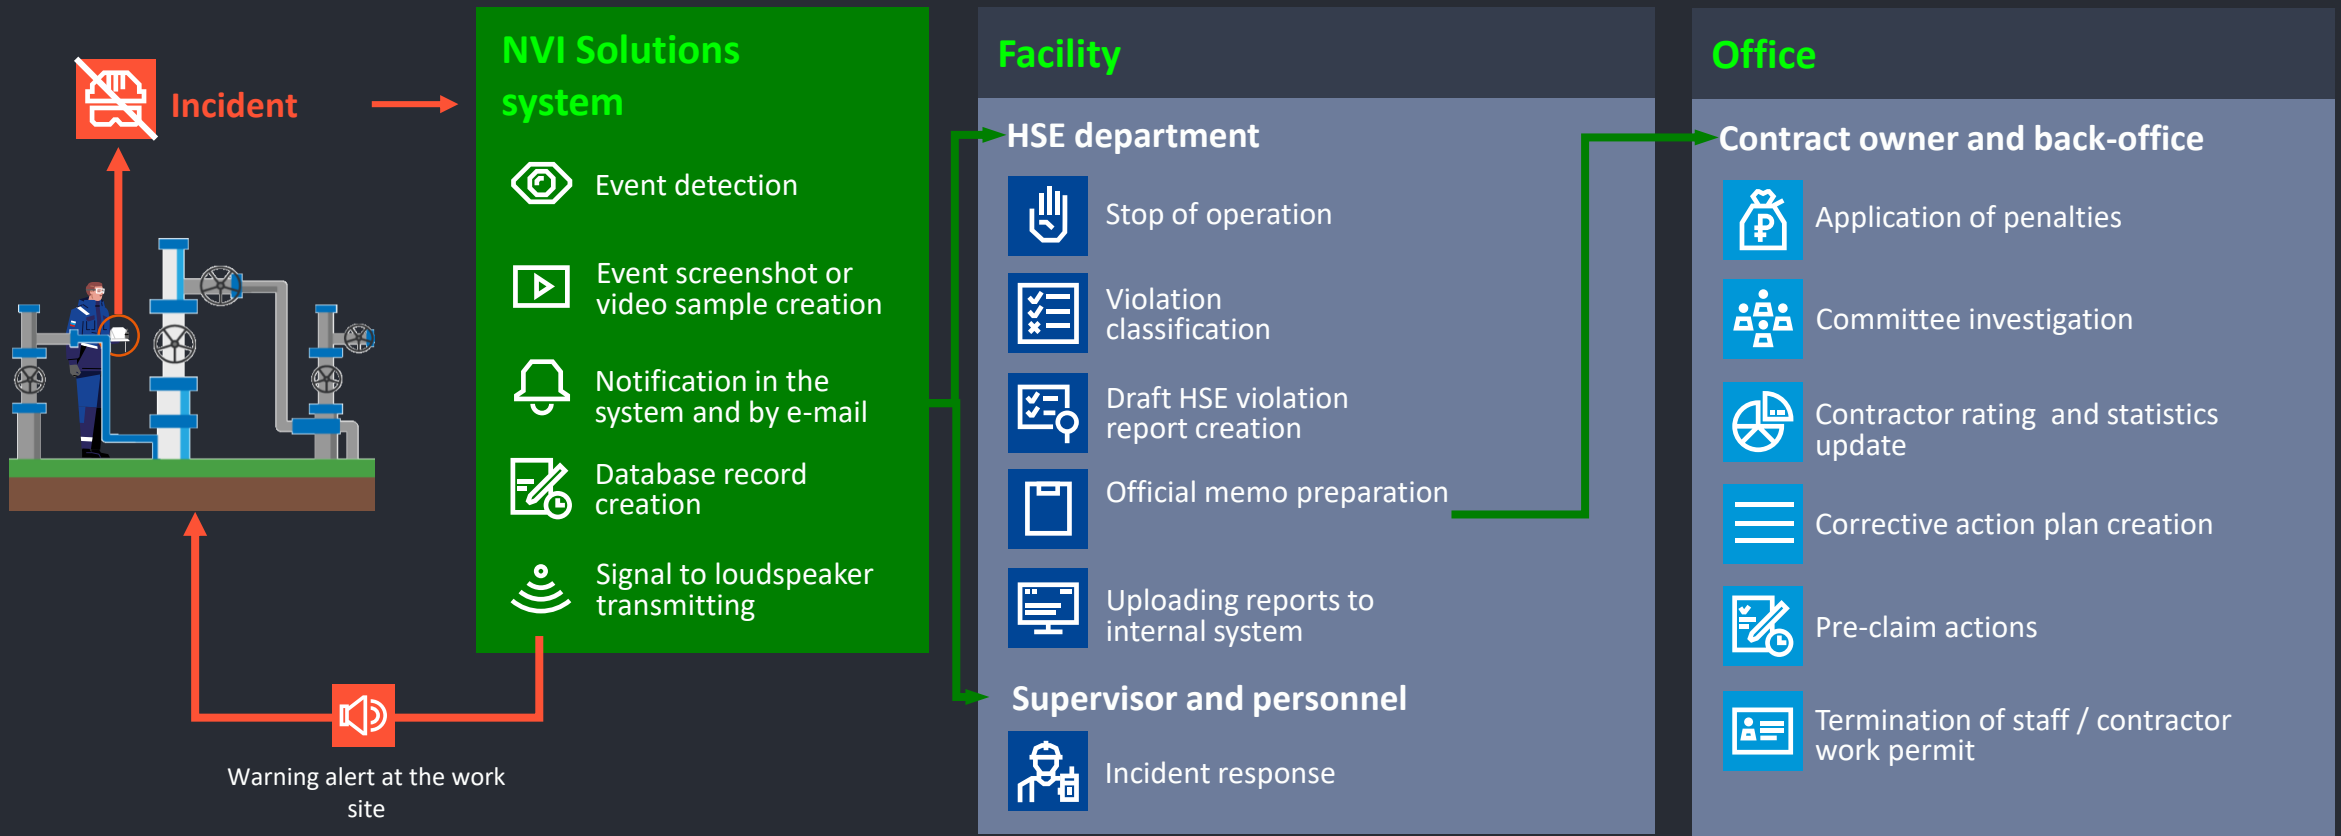 Incident
Warning alert at the work
site
NVI Solutions
system
Event detection
Event screenshot or
video sample creation
Notification in the
system and by e-mail
Database record
creation
Signal to loudspeaker
transmitting
Facility
HSE department
Stop of operation
Violation
classification
Draft HSE violation
report creation
Official memo preparation
Uploading reports to
internal system
Supervisor and personnel
Incident response
Office
Contract owner and back-office
₽
Application of penalties
Committee investigation
Contractor rating and statistics
update
Corrective action plan creation
Pre-claim actions
Termination of staff / contractor
work permit